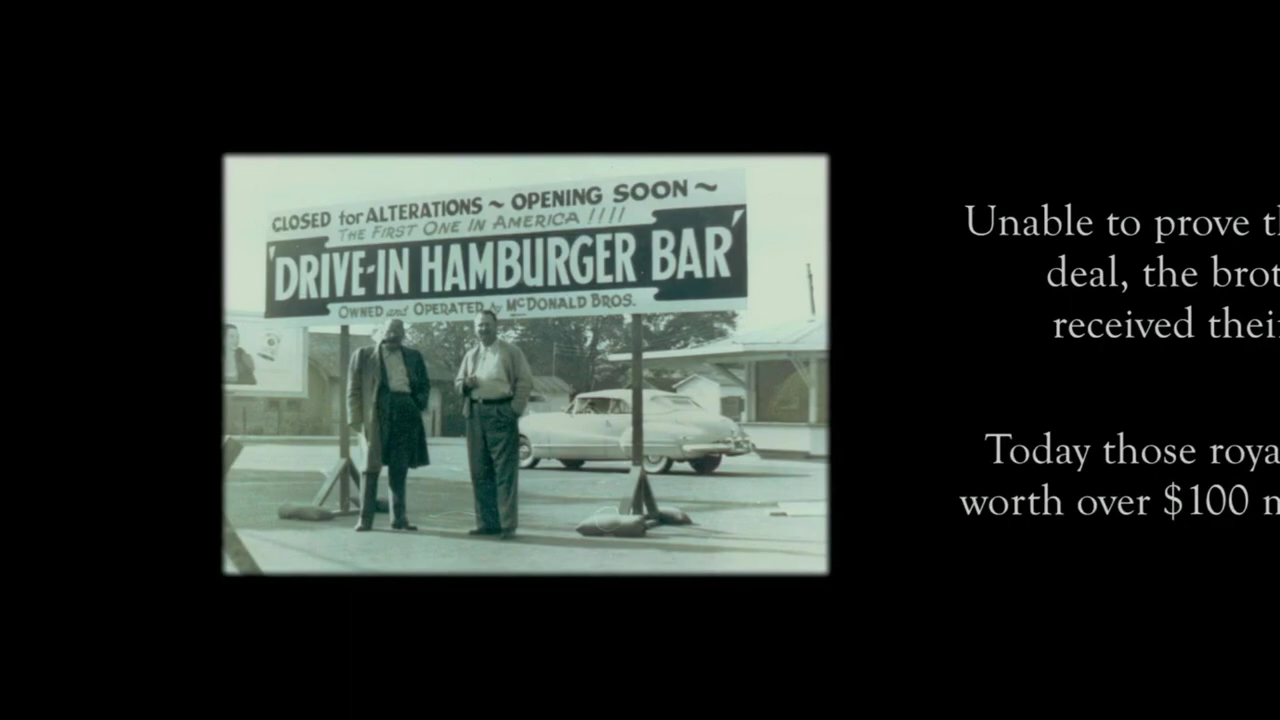 CLOSED for ALTERATIONS ~ OPENING SOON ~
THE FIRST ONE IN AMERICA !!!!
'DRIVE-IN HAMBURGER BAR'
OWNED and OPERATED by McDONALD BROS.
Unable to prove th
deal, the brot
received thei
Today those roya
worth over $100 m